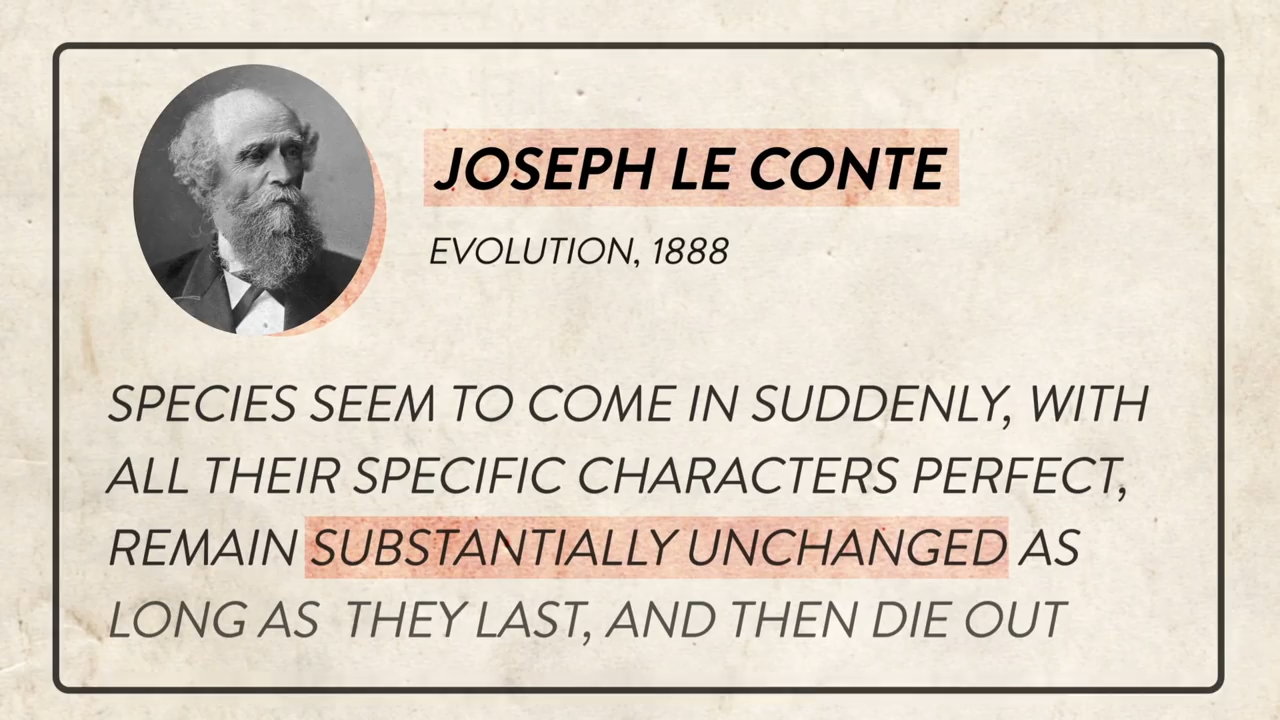 JOSEPH LE CONTE
EVOLUTION, 1888
SPECIES SEEM TO COME IN SUDDENLY, WITH
ALL THEIR SPECIFIC CHARACTERS PERFECT,
REMAIN SUBSTANTIALLY UNCHANGED AS
LONG AS THEY LAST, AND THEN DIE OUT